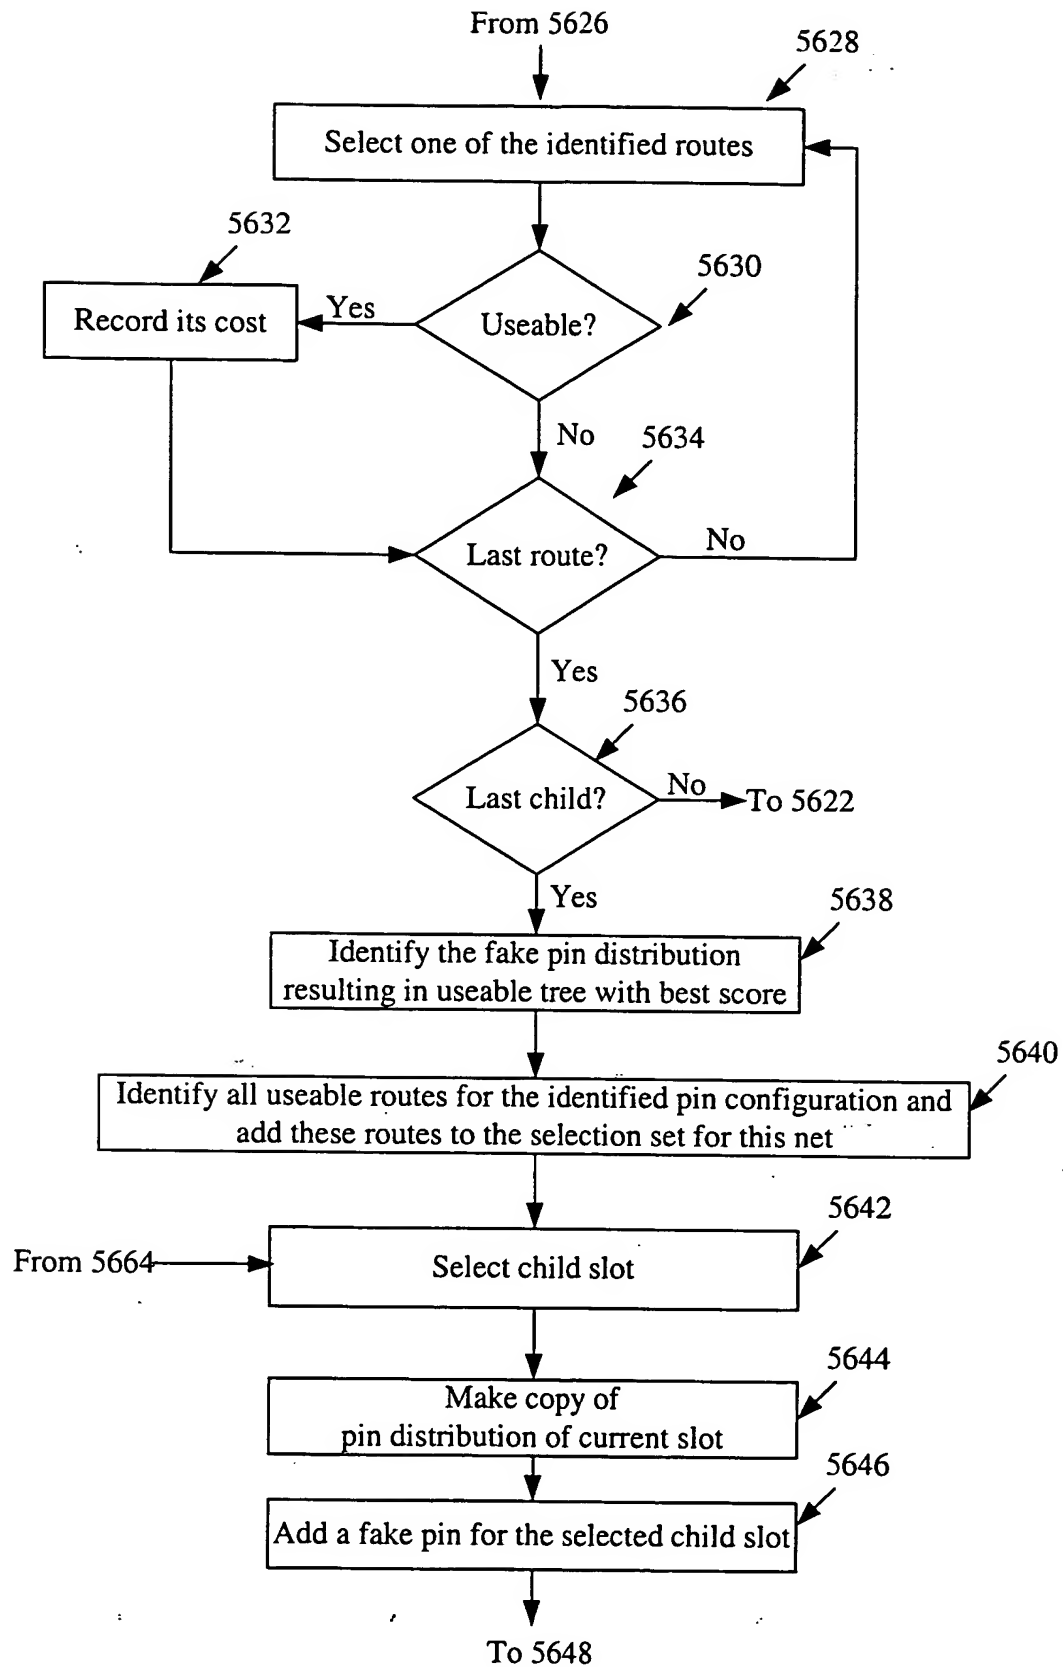 From 5626
5628
Select one of the identified routes
5632
5630
Record its cost
Yes
Useable?
No
5634
Last route?
No
Yes
5636
Last child?
No
To 5622
Yes
5638
Identify the fake pin distribution
resulting in useable tree with best score
5640
Identify all useable routes for the identified pin configuration and
add these routes to the selection set for this net
5642
From 5664
Select child slot
5644
Make copy of
pin distribution of current slot
5646
Add a fake pin for the selected child slot
To 5648